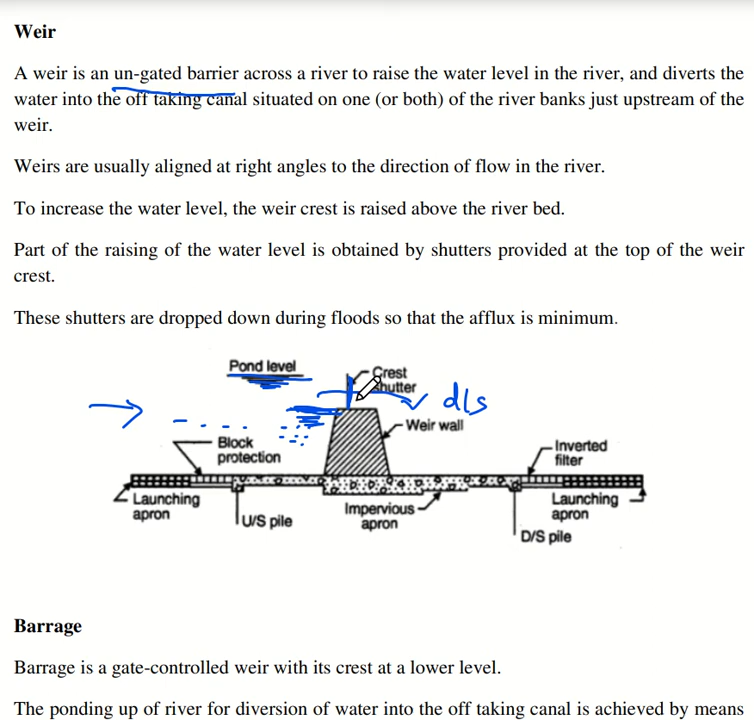 Weir
A weir is an un-gated barrier across a river to raise the water level in the river, and diverts the
water into the off taking canal situated on one (or both) of the river banks just upstream of the
weir.
Weirs are usually aligned at right angles to the direction of flow in the river.
To increase the water level, the weir crest is raised above the river bed.
Part of the raising of the water level is obtained by shutters provided at the top of the weir
crest.
These shutters are dropped down during floods so that the afflux is minimum.
Pond level
Crest
shutter
d/s
Weir wall
Block
protection
Inverted
filter
Launching
apron
U/S pile
Impervious
apron
Launching
apron
D/S pile
Barrage
Barrage is a gate-controlled weir with its crest at a lower level.
The ponding up of river for diversion of water into the off taking canal is achieved by means